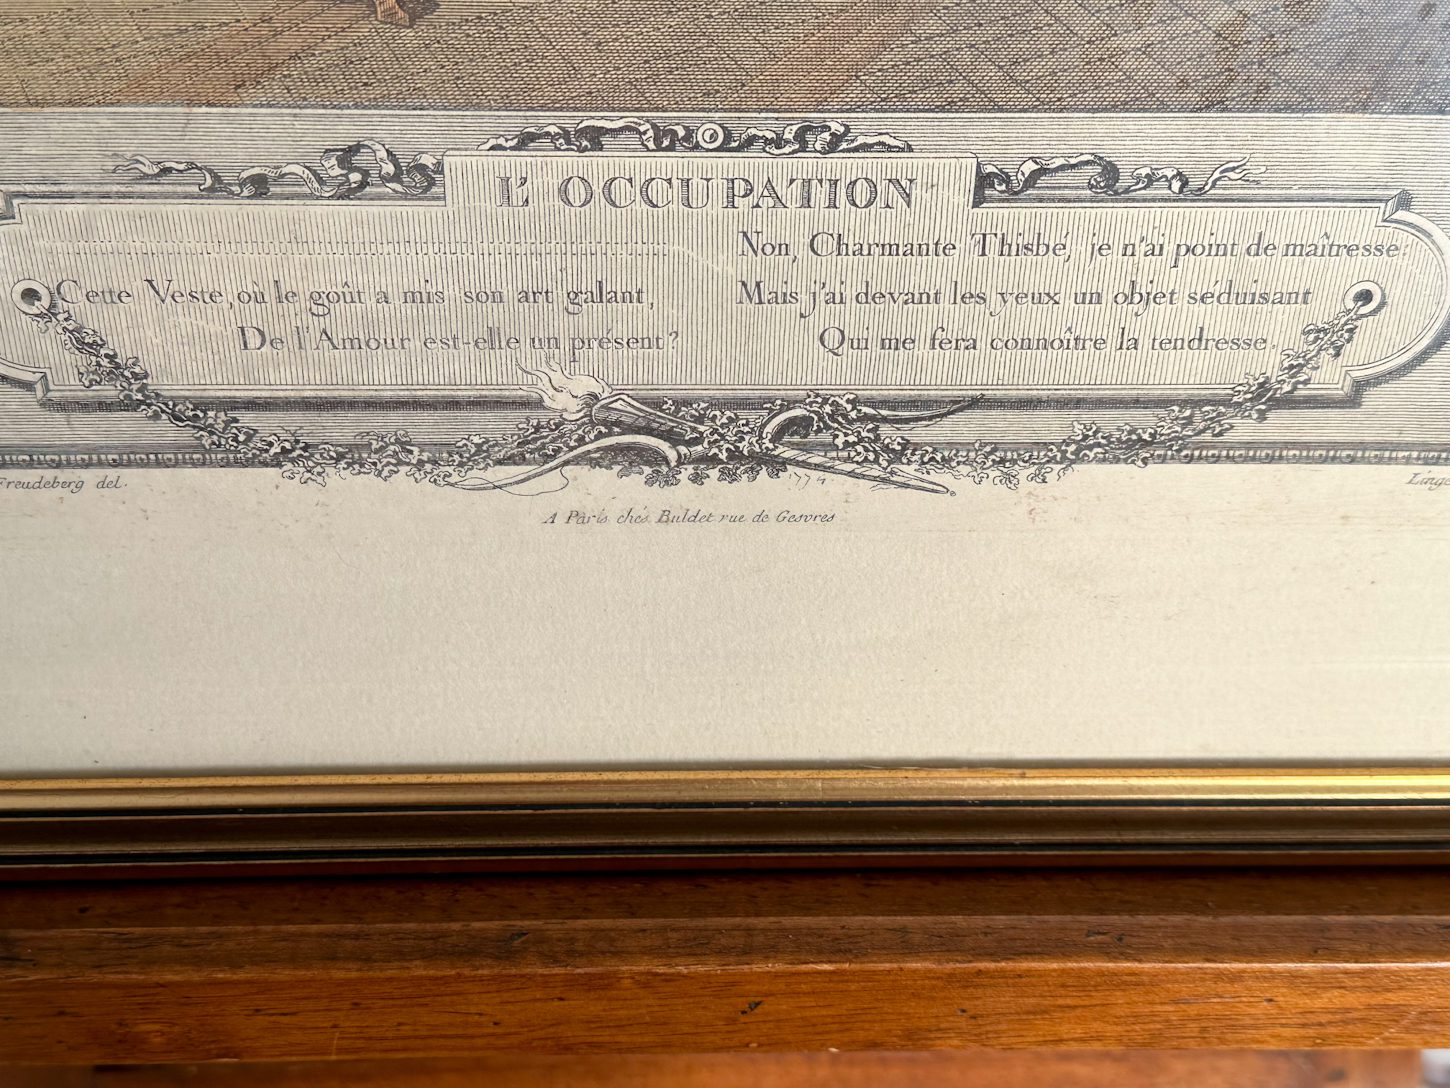 L' OCCUPATION
Cette Veste, où le goût a mis son art galant,
De l'Amour est-elle un présent?
Non, Charmante Thisbé, je n'ai point de maîtresse:
Mais j'ai devant les yeux un objet séduisant
Qui me fera connoître la tendresse.
Freudeberg del.
1774.
A Paris chés Buldet rue de Gesvres